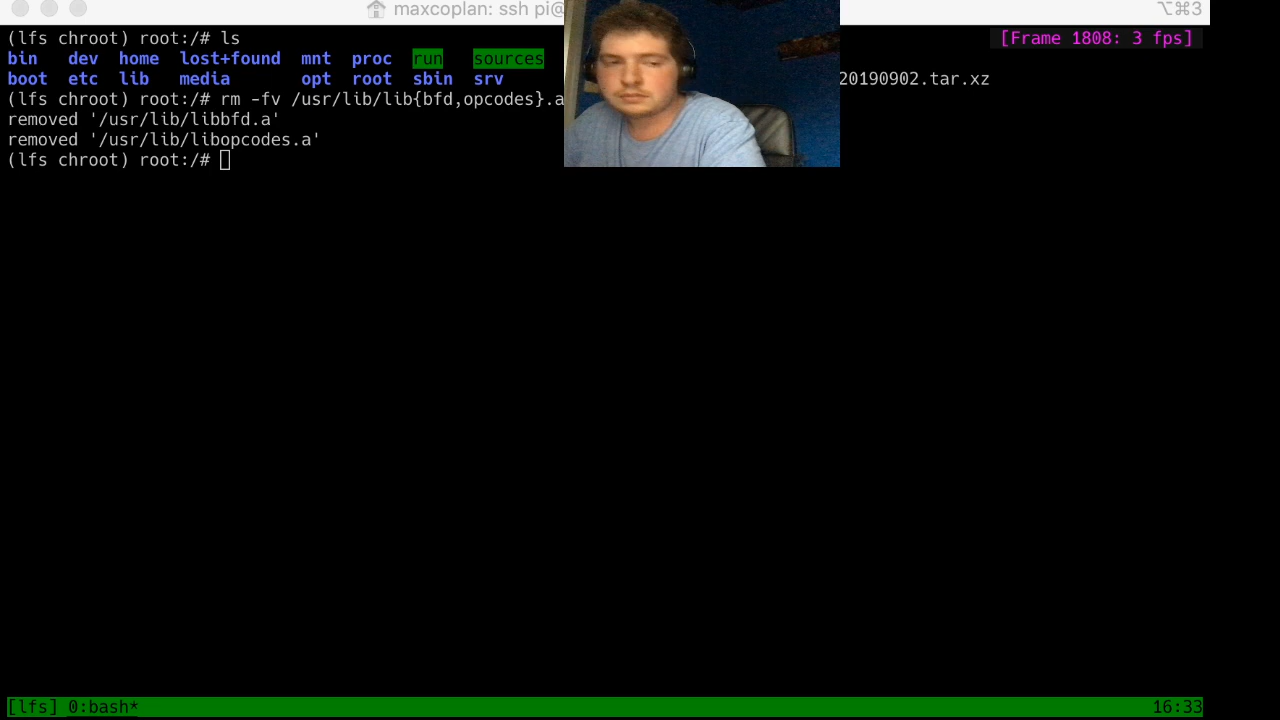 maxcoplan: ssh pi@ ⌥⌘3
(lfs chroot) root:/# ls [Frame 1808: 3 fps]
bin dev home lost+found mnt proc run sources
boot etc lib media opt root sbin srv 20190902.tar.xz
(lfs chroot) root:/# rm -fv /usr/lib/lib{bfd,opcodes}.a
removed '/usr/lib/libbfd.a'
removed '/usr/lib/libopcodes.a'
(lfs chroot) root:/#
[lfs] 0:bash* 16:33